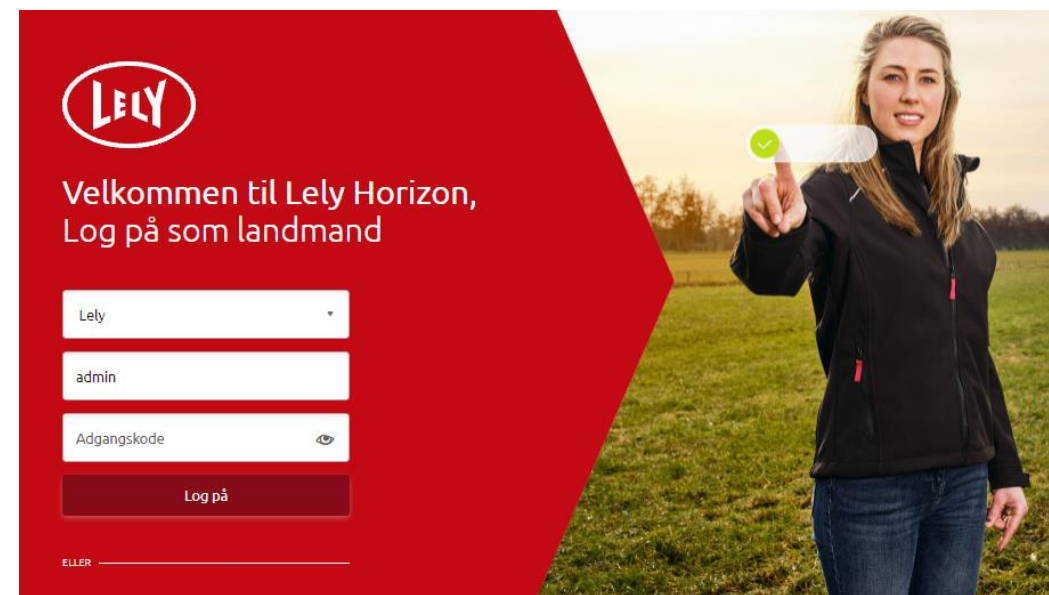 LELY
Velkommen til Lely Horizon,
Log på som landmand
Lely
admin
Adgangskode
Log på
ELLER